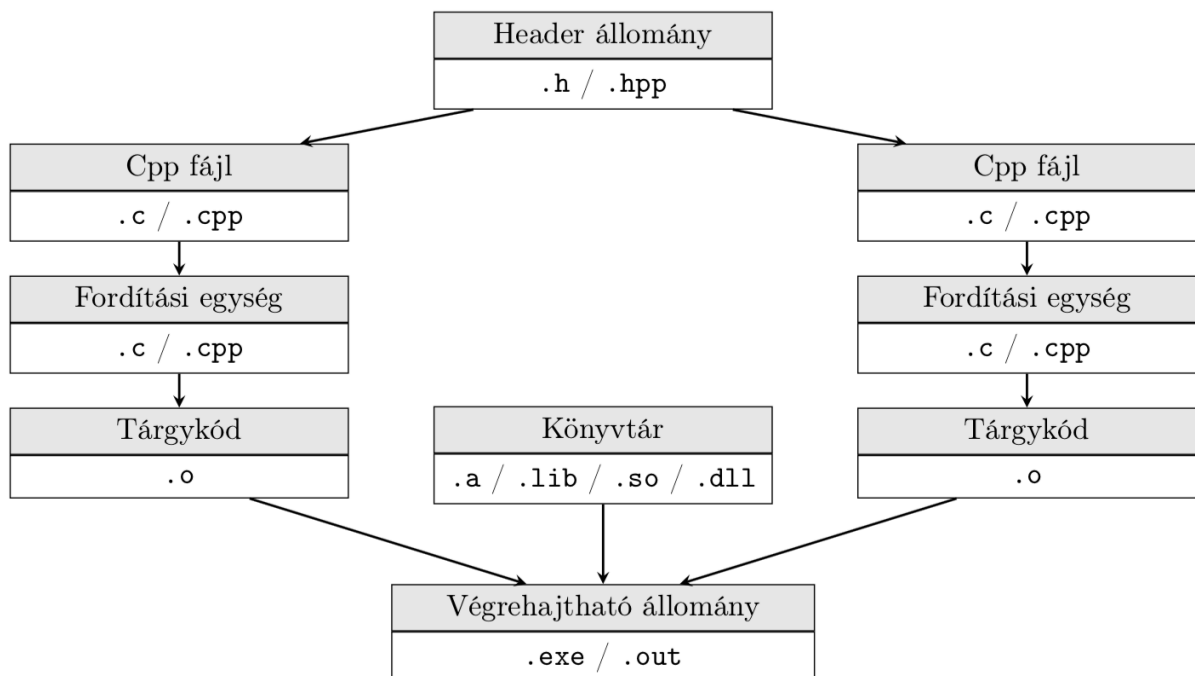 Header állomány
.h / .hpp
Cpp fájl
.c / .cpp
Cpp fájl
.c / .cpp
Fordítási egység
.c / .cpp
Fordítási egység
.c / .cpp
Tárgykód
.o
Könyvtár
.a / .lib / .so / .dll
Tárgykód
.o
Végrehajtható állomány
.exe / .out